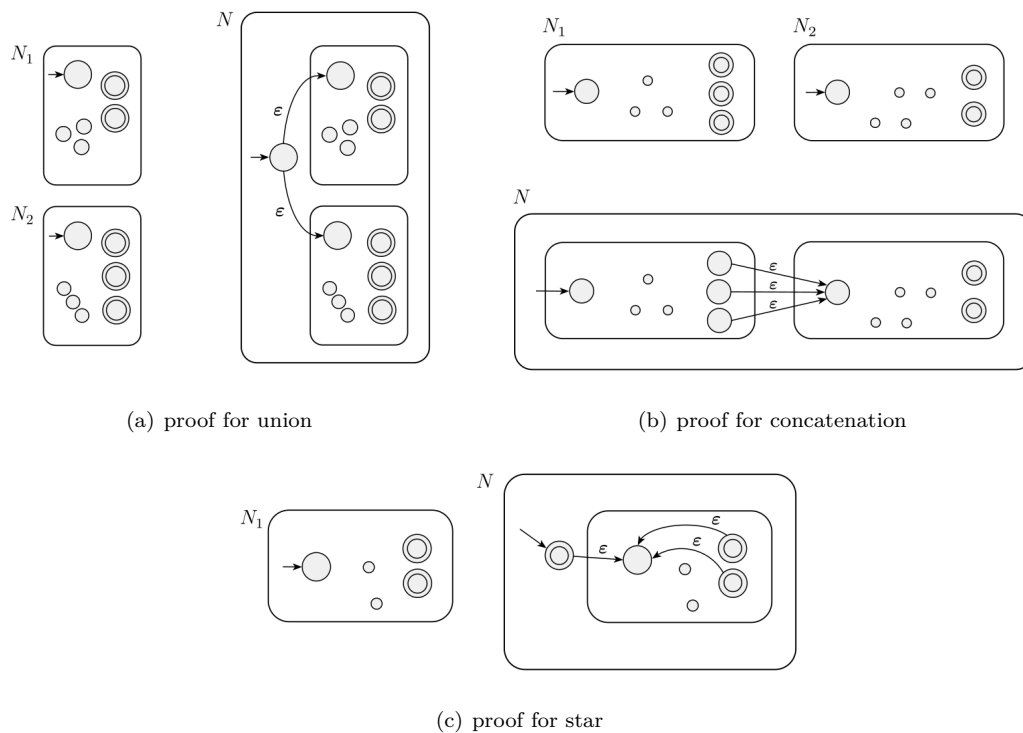 N₁
ε
ε
N₂
N
(a) proof for union
N₁
N₂
N
ε
ε
ε
(b) proof for concatenation
N₁
N
ε
ε
ε
(c) proof for star